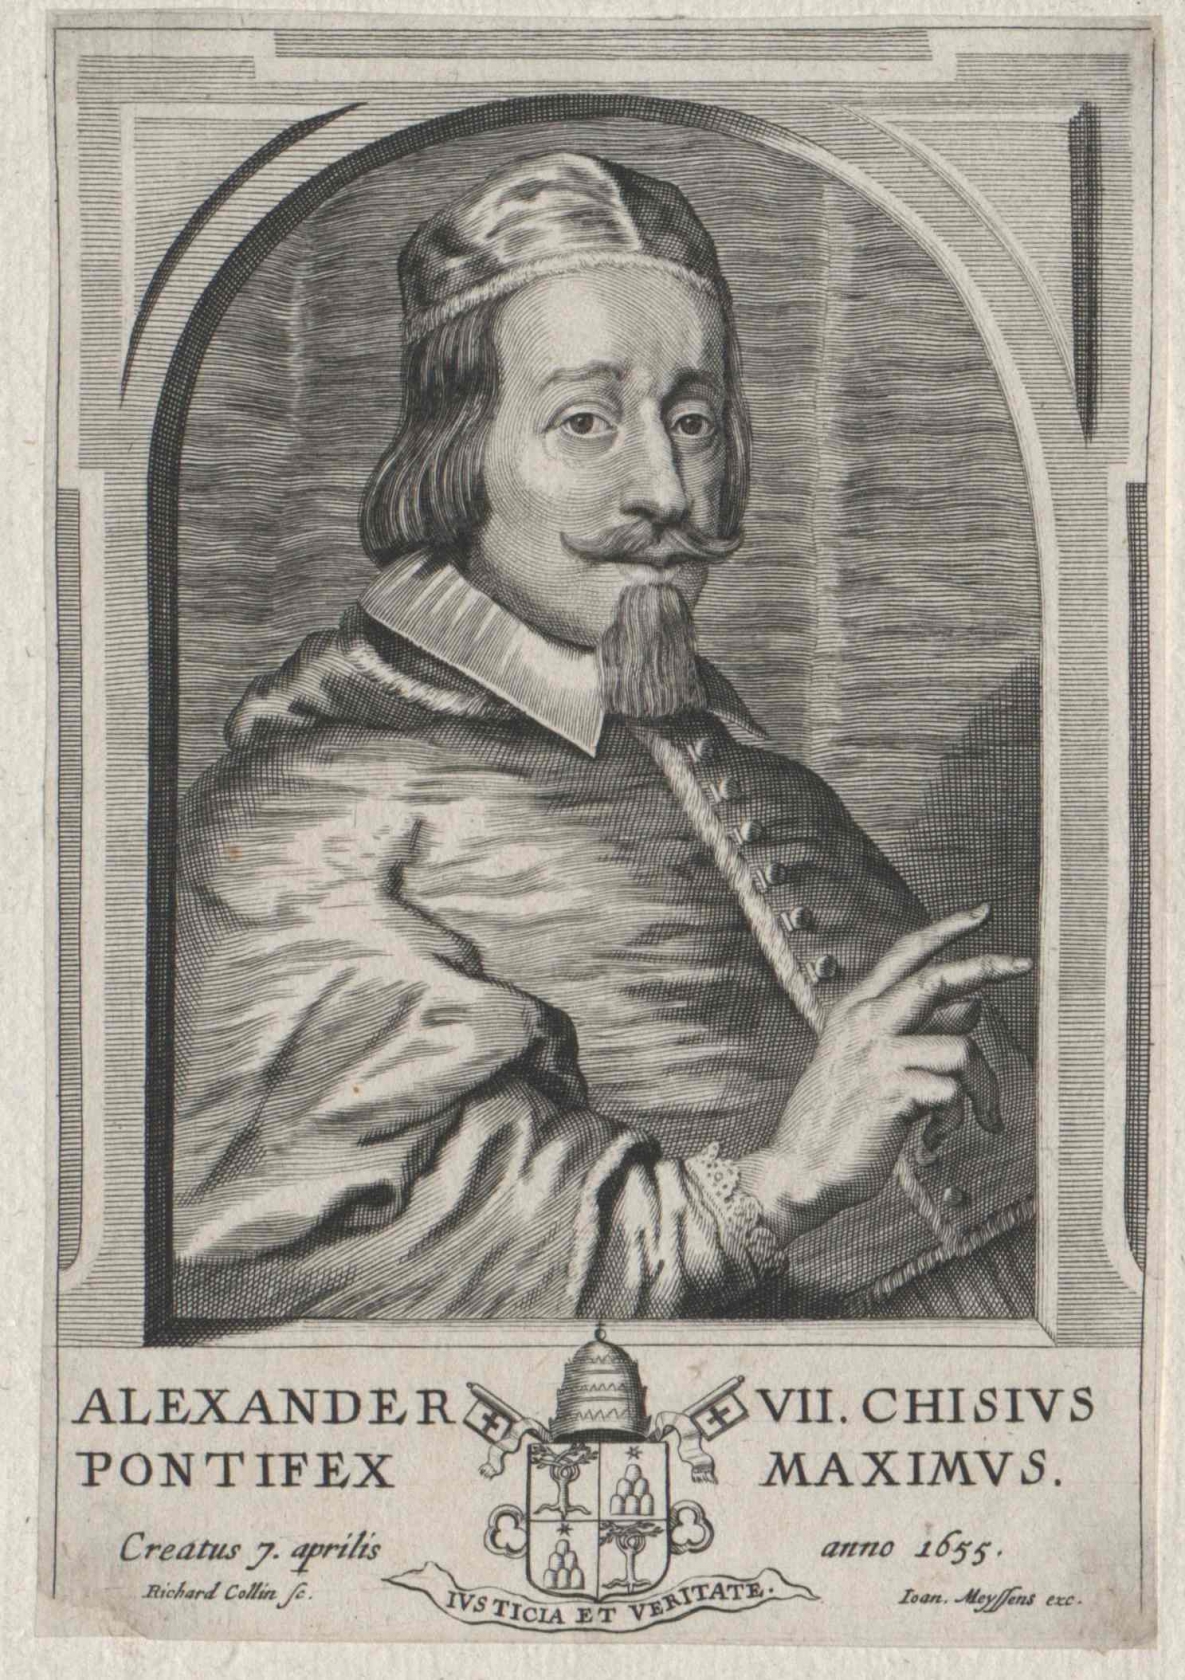 ALEXANDER VII. CHISIVS
PONTIFEX MAXIMVS.
Creatus 7. aprilis anno 1655.
Richard Collin sc. Ioan. Meyssens exc.
IVSTICIA ET VERITATE.